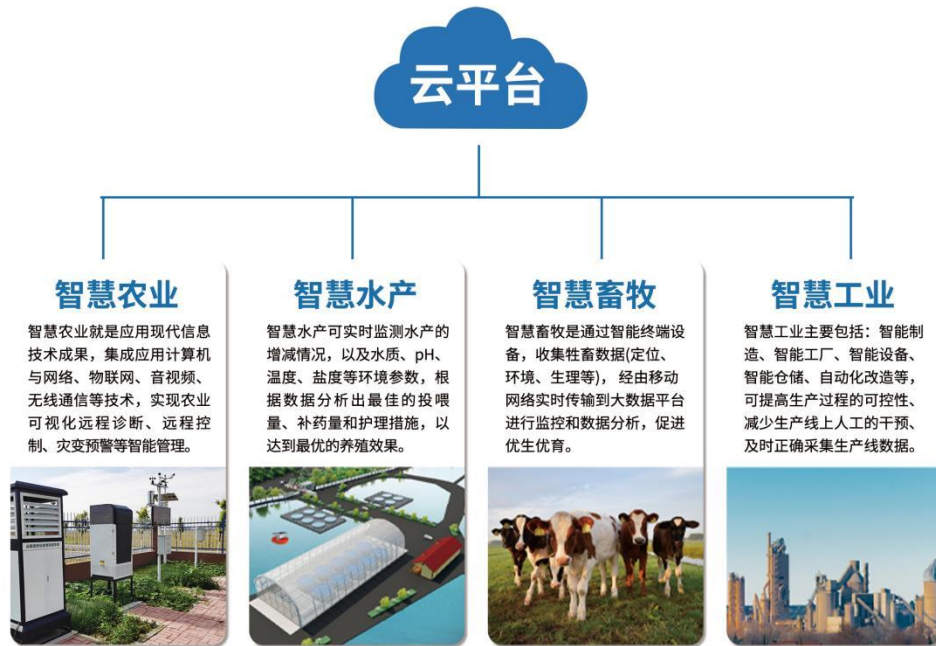 云平台
智慧农业
智慧农业就是应用现代信息
技术成果，集成应用计算机
与网络、物联网、音视频、
无线通信等技术，实现农业
可视化远程诊断、远程控
制、灾变预警等智能管理。
智慧水产
智慧水产可实时监测水产的
增减情况，以及水质、pH、
温度、盐度等环境参数，根
据数据分析出最佳的投喂
量、补药量和护理措施，以
达到最优的养殖效果。
智慧畜牧
智慧畜牧是通过智能终端设
备，收集牲畜数据(定位、
环境、生理等)，经由移动
网络实时传输到大数据平台
进行监控和数据分析，促进
优生优育。
智慧工业
智慧工业主要包括：智能制
造、智能工厂、智能设备、
智能仓储、自动化改造等，
可提高生产过程的可控性、
减少生产线上人工的干预、
及时正确采集生产线数据。